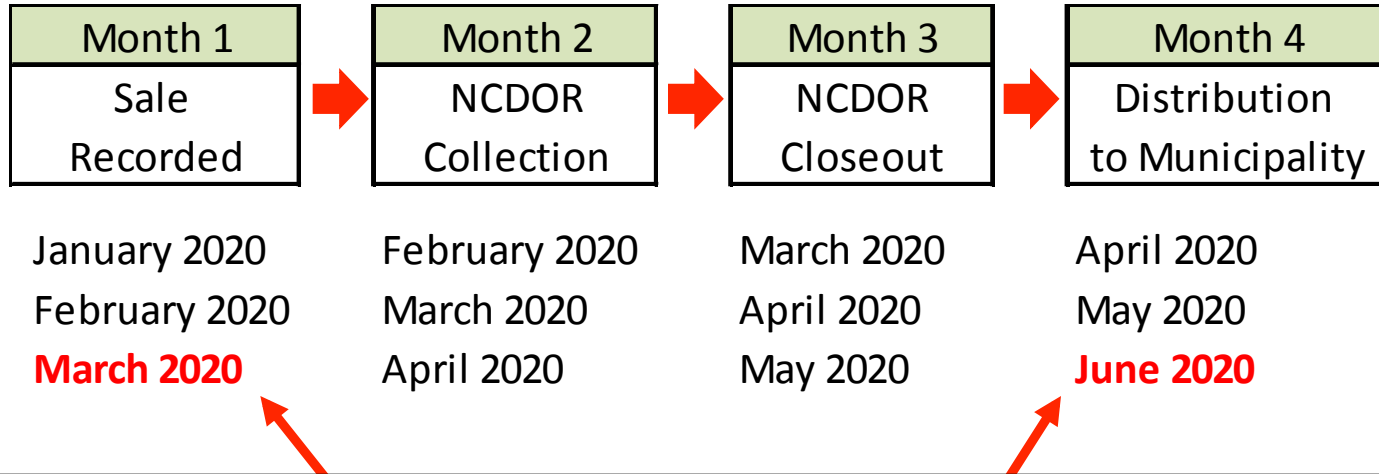 Month 1
Sale
Recorded
Month 2
NCDOR
Collection
Month 3
NCDOR
Closeout
Month 4
Distribution
to Municipality
January 2020
February 2020
March 2020
February 2020
March 2020
April 2020
March 2020
April 2020
May 2020
April 2020
May 2020
June 2020